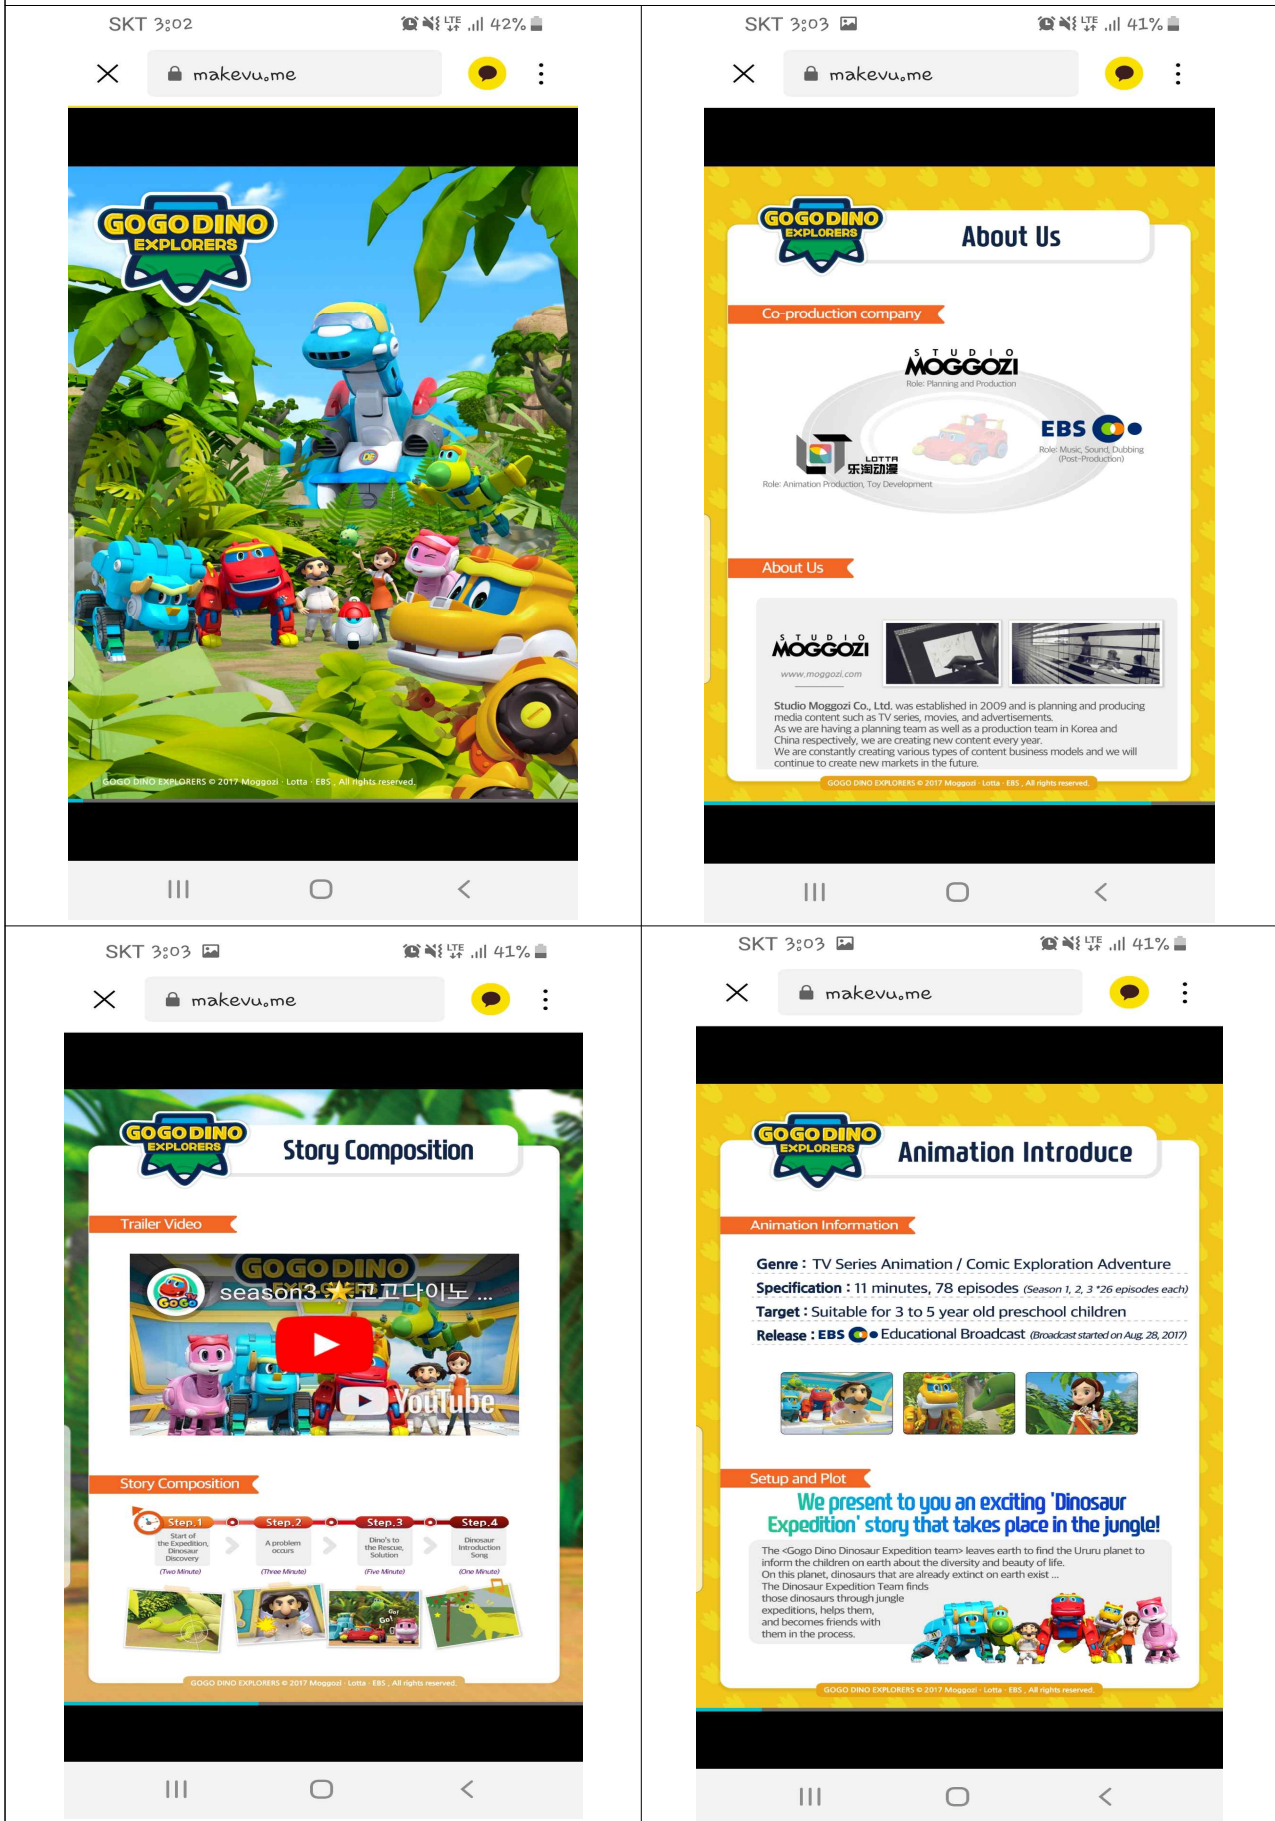 SKT 3:02
LTE 42%
makevu.me
GOGO DINO
EXPLORERS
DE
GOGO DINO EXPLORERS © 2017 Moggozi · Lotta · EBS , All rights reserved.
SKT 3:03
LTE 41%
makevu.me
GOGO DINO
EXPLORERS
About Us
Co-production company
STUDIO
MOGGOZI
Role: Planning and Production
EBS
Role: Music, Sound, Dubbing
(Post-Production)
LOTTA
乐淘动漫
Role: Animation Production, Toy Development
About Us
STUDIO
MOGGOZI
www.moggozi.com
Studio Moggozi Co., Ltd. was established in 2009 and is planning and producing
media content such as TV series, movies, and advertisements.
As we are having a planning team as well as a production team in Korea and
China respectively, we are creating new content every year.
We are constantly creating various types of content business models and we will
continue to create new markets in the future.
GOGO DINO EXPLORERS © 2017 Moggozi · Lotta · EBS , All rights reserved.
SKT 3:03
LTE 41%
makevu.me
GOGO DINO
EXPLORERS
Story Composition
Trailer Video
GOGO DINO
season3 ⭐고고다이노 ...
GOGO
YouTube
Story Composition
Step.1
Start of
the Expedition,
Dinosaur
Discovery
(Two Minute)
Step.2
A problem
occurs
(Three Minute)
Step.3
Dino's to
the Rescue,
Solution
(Five Minute)
Step.4
Dinosaur
Introduction
Song
(One Minute)
Go!
Go!
GOGO DINO EXPLORERS © 2017 Moggozi · Lotta · EBS , All rights reserved.
SKT 3:03
LTE 41%
makevu.me
GOGO DINO
EXPLORERS
Animation Introduce
Animation Information
Genre : TV Series Animation / Comic Exploration Adventure
Specification : 11 minutes, 78 episodes (Season 1, 2, 3 *26 episodes each)
Target : Suitable for 3 to 5 year old preschool children
Release : EBS Educational Broadcast (Broadcast started on Aug. 28, 2017)
Setup and Plot
We present to you an exciting 'Dinosaur
Expedition' story that takes place in the jungle!
The <Gogo Dino Dinosaur Expedition team> leaves earth to find the Ururu planet to
inform the children on earth about the diversity and beauty of life.
On this planet, dinosaurs that are already extinct on earth exist ...
The Dinosaur Expedition Team finds
those dinosaurs through jungle
expeditions, helps them,
and becomes friends with
them in the process.
GOGO DINO EXPLORERS © 2017 Moggozi · Lotta · EBS , All rights reserved.